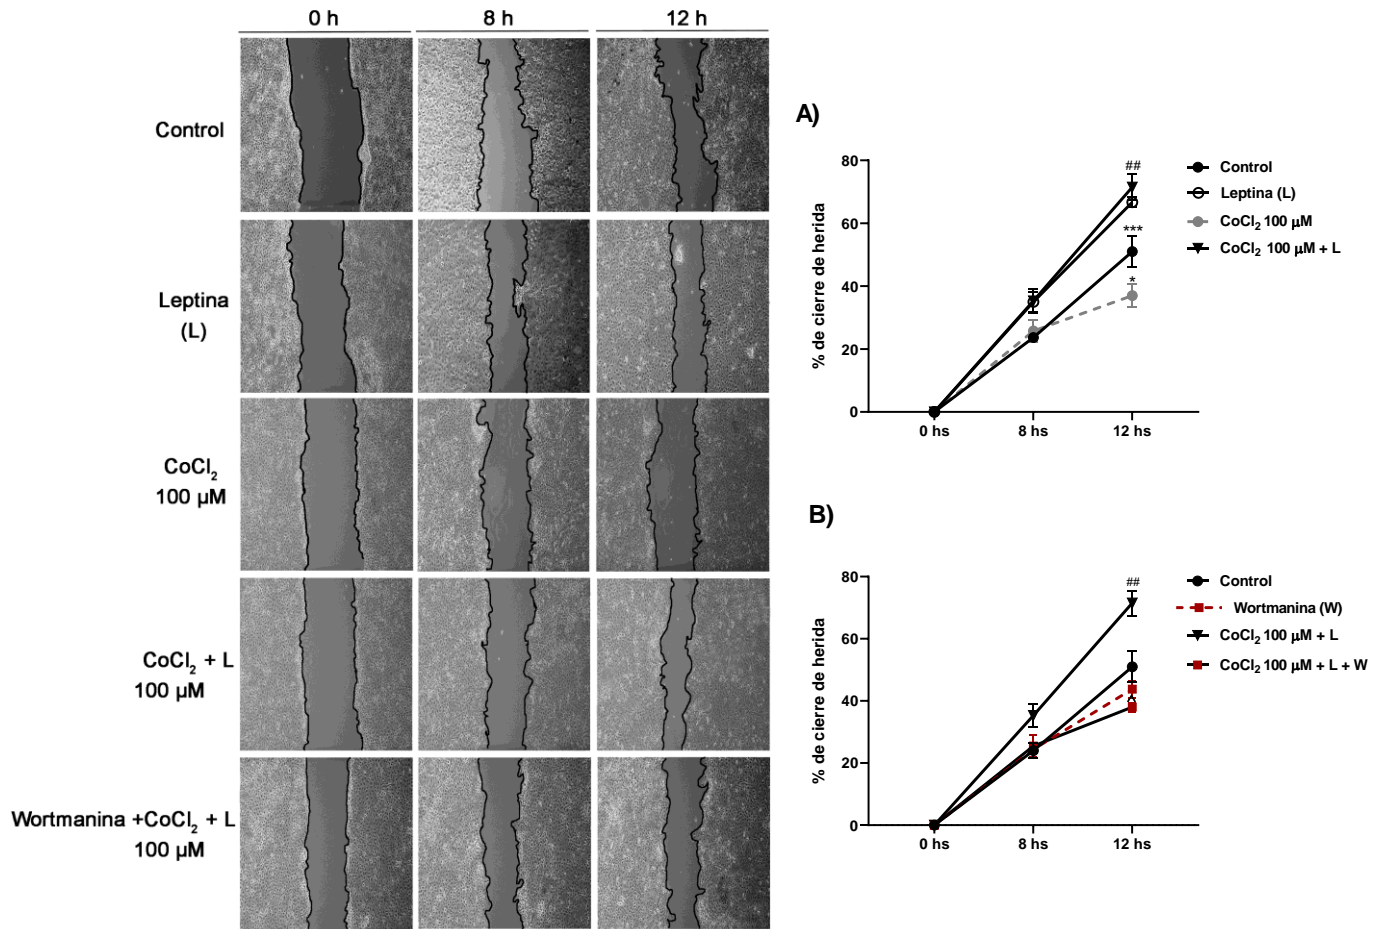 0 h 8 h 12 h
Control
Leptina
(L)
CoCl₂
100 µM
CoCl₂ + L
100 µM
Wortmanina +CoCl₂ + L
100 µM
A)
% de cierre de herida
80
60
40
20
0
0 hs 8 hs 12 hs
##
***
*
Control
Leptina (L)
CoCl₂ 100 µM
CoCl₂ 100 µM + L
B)
% de cierre de herida
80
60
40
20
0
0 hs 8 hs 12 hs
##
Control
Wortmanina (W)
CoCl₂ 100 µM + L
CoCl₂ 100 µM + L + W